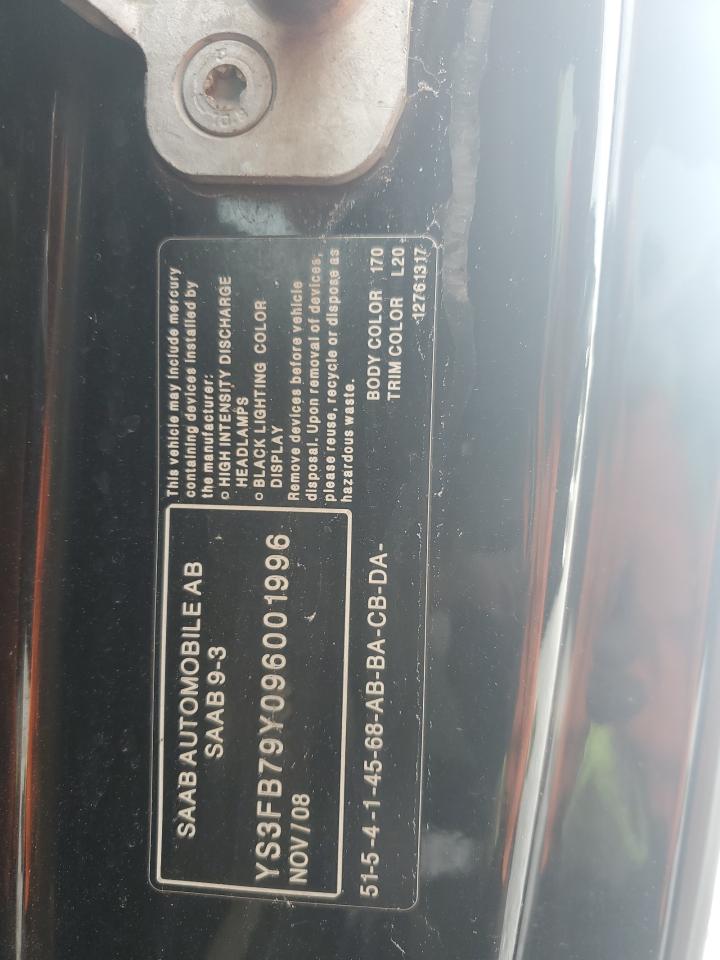 SAAB AUTOMOBILE AB
SAAB 9-3
YS3FB79Y096001996
NOV/08
This vehicle may include mercury
containing devices installed by
the manufacturer:
o HIGH INTENSITY DISCHARGE
HEADLAMPS
o BLACK LIGHTING COLOR
DISPLAY
Remove devices before vehicle
disposal. Upon removal of devices,
please reuse, recycle or dispose as
hazardous waste.
51-5-4-1-45-68-AB-BA-CB-DA-
BODY COLOR 170
TRIM COLOR L20
12761317